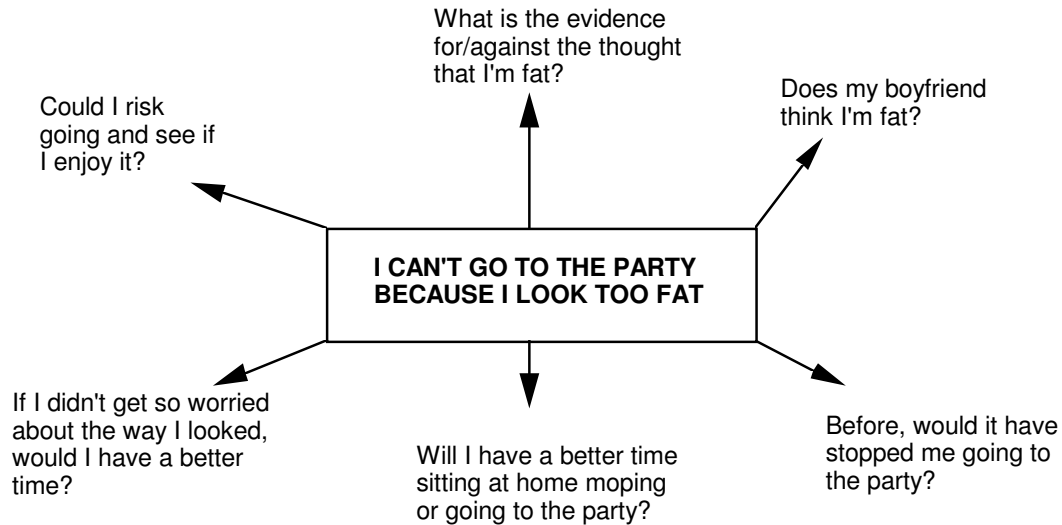 What is the evidence
for/against the thought
that I'm fat?
Could I risk
going and see if
I enjoy it?
Does my boyfriend
think I'm fat?
I CAN'T GO TO THE PARTY
BECAUSE I LOOK TOO FAT
If I didn't get so worried
about the way I looked,
would I have a better
time?
Will I have a better time
sitting at home moping
or going to the party?
Before, would it have
stopped me going to
the party?